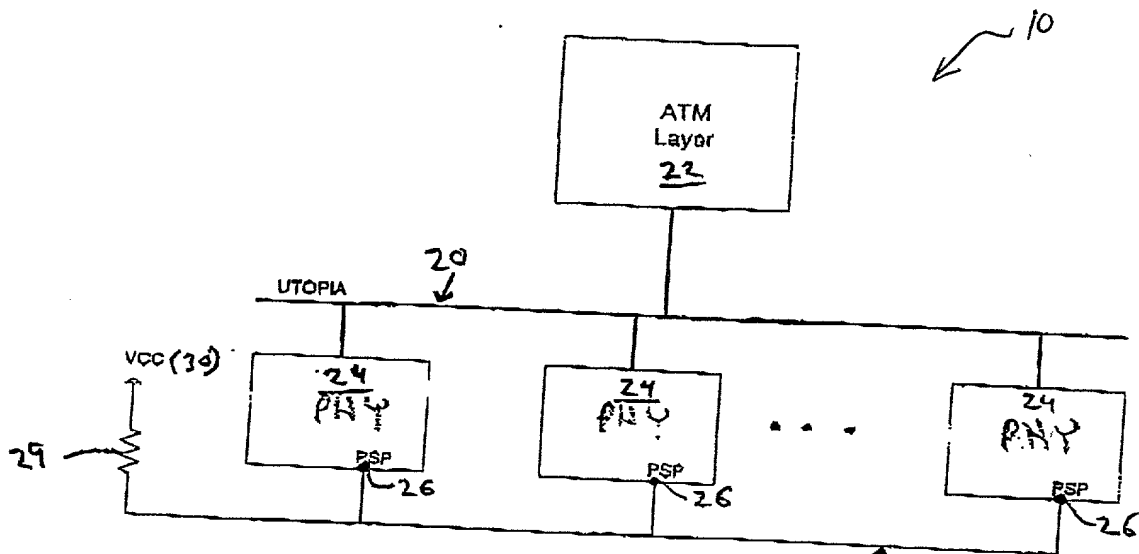 10
ATM
Layer
22
20
UTOPIA
VCC (30)
24
PHY
24
PHY
24
PHY
29
PSP
26
PSP
26
PSP
26